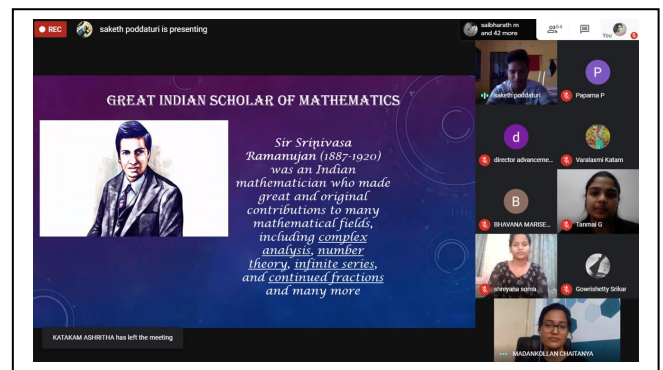 REC
saketh poddaturi is presenting
saibharath m
and 42 more
You
GREAT INDIAN SCHOLAR OF MATHEMATICS
Sir Srinivasa
Ramanujan (1887-1920)
was an Indian
mathematician who made
great and original
contributions to many
mathematical fields,
including complex
analysis, number
theory, infinite series,
and continued fractions
and many more
saketh poddaturi
P
Papama P
d
director advanceme...
Varalaxmi Katam
B
BHAVANA MARISE...
Tanmai G
shreyana soma
Gowrishetty Srikar
MADANKOLLAN CHAITANYA
KATAKAM ASHRITHA has left the meeting